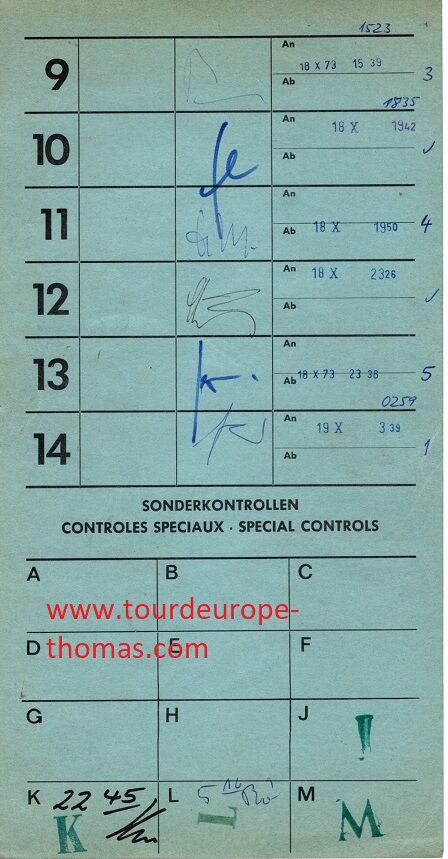 1523
9
An
18 X 73 15 39
Ab
3
1835
10
An
18 X 1942
Ab
✓
11
An
Ab 18 X 1950
4
12
An
18 X 2326
Ab
✓
13
An
Ab 18 X 73 23 38
5
0259
14
An
19 X 3 39
Ab
1
SONDERKONTROLLEN
CONTROLES SPECIAUX · SPECIAL CONTROLS
A B C
www.tourdeurope-
D E F
thomas.com
G H J
!
K 22 45 L 5 16 M
K L M